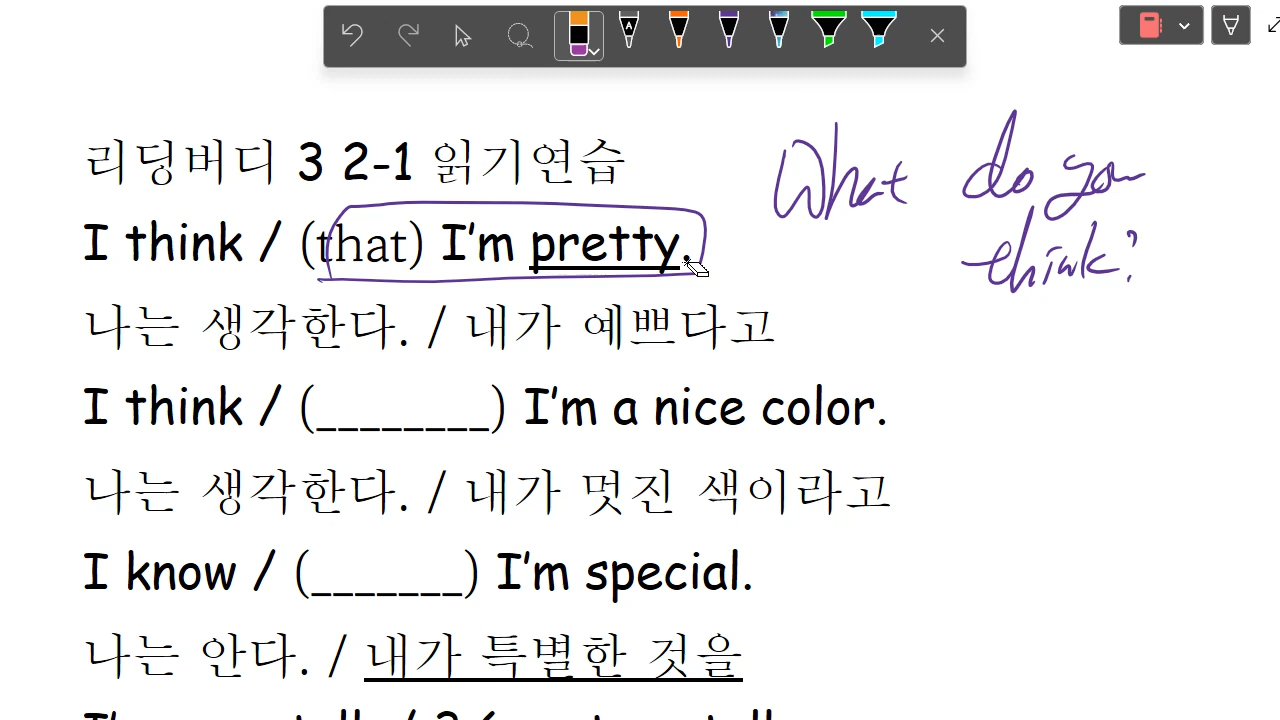 리딩버디 3 2-1 읽기연습
What do you
think?
I think / (that) I'm pretty.
나는 생각한다. / 내가 예쁘다고
I think / (________) I'm a nice color.
나는 생각한다. / 내가 멋진 색이라고
I know / (_______) I'm special.
나는 안다. / 내가 특별한 것을